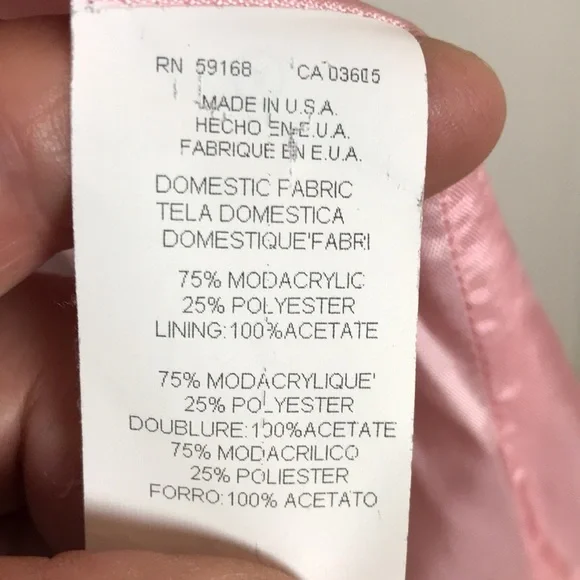 RN 59168 CA 03605
MADE IN U.S.A.
HECHO EN E.U.A.
FABRIQUE EN E.U.A.
DOMESTIC FABRIC
TELA DOMESTICA
DOMESTIQUE'FABRI
75% MODACRYLIC
25% POLYESTER
LINING:100%ACETATE
75% MODACRYLIQUE'
25% POLYESTER
DOUBLURE:100%ACETATE
75% MODACRILICO
25% POLIESTER
FORRO:100% ACETATO